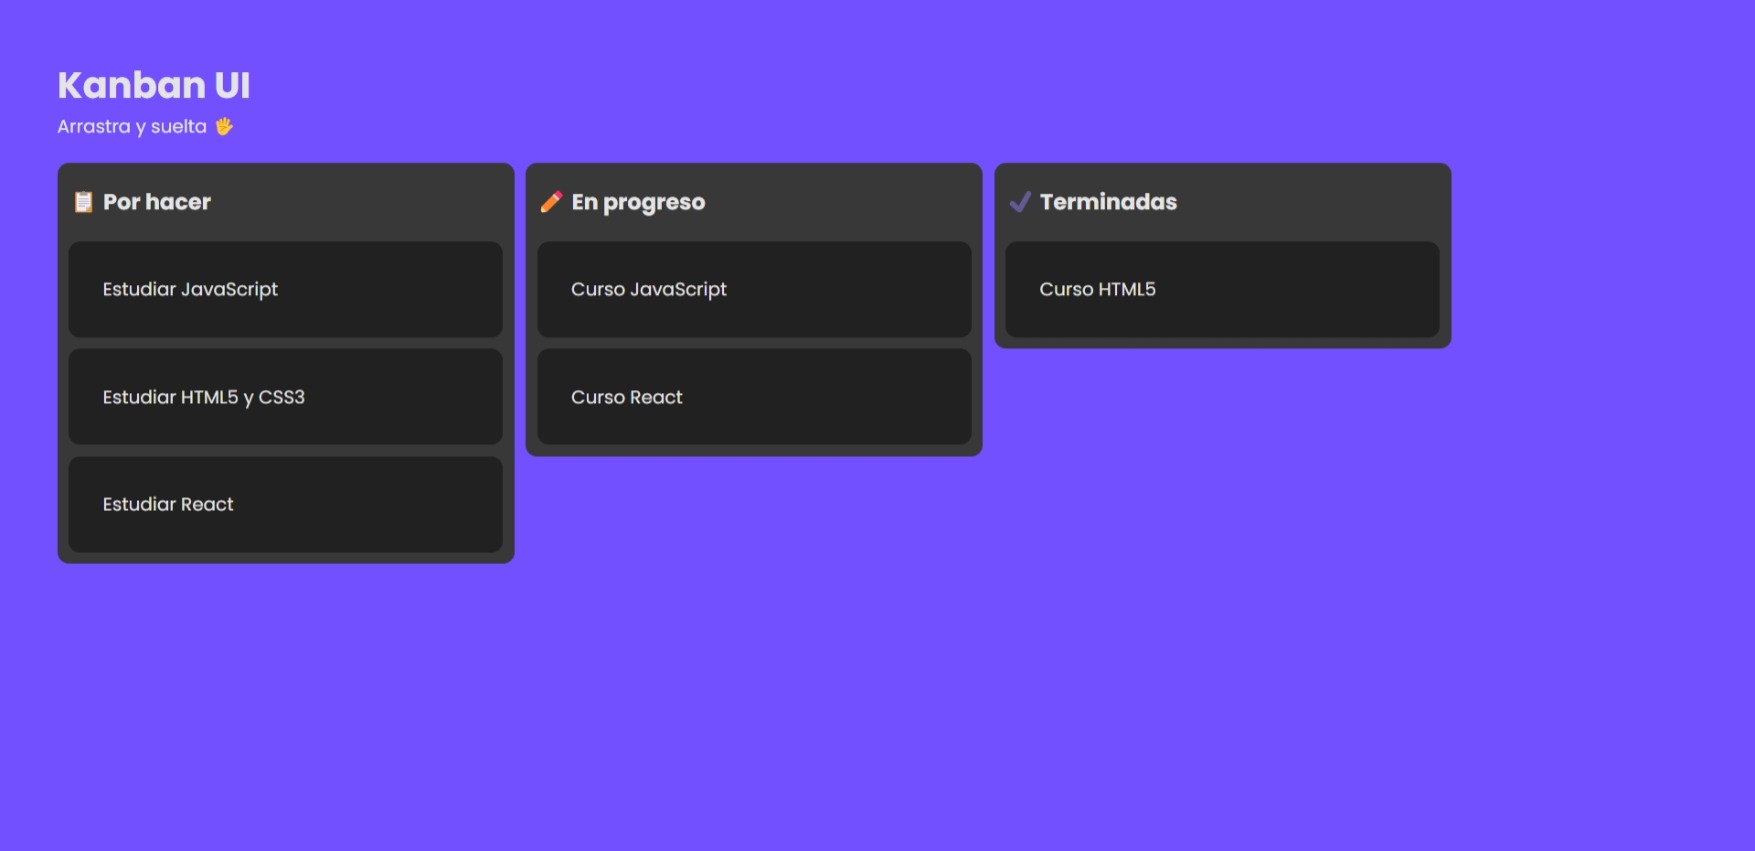 Kanban UI
Arrastra y suelta 🖐️
📋 Por hacer
Estudiar JavaScript
Estudiar HTML5 y CSS3
Estudiar React
✏️ En progreso
Curso JavaScript
Curso React
✔️ Terminadas
Curso HTML5